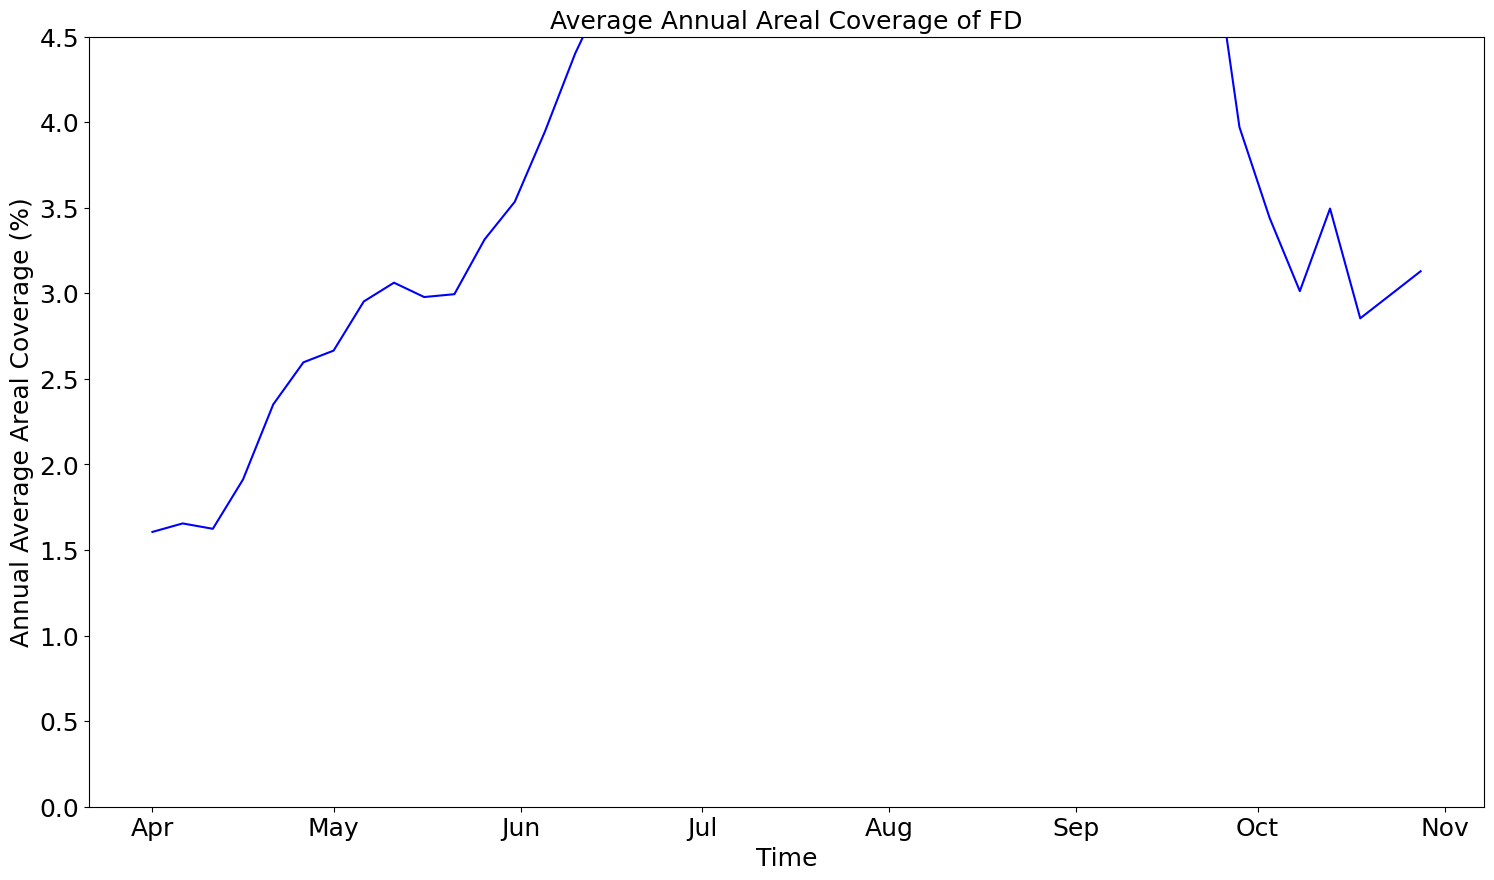 Average Annual Areal Coverage of FD
Annual Average Areal Coverage (%)
4.5
4.0
3.5
3.0
2.5
2.0
1.5
1.0
0.5
0.0
Apr May Jun Jul Aug Sep Oct Nov
Time